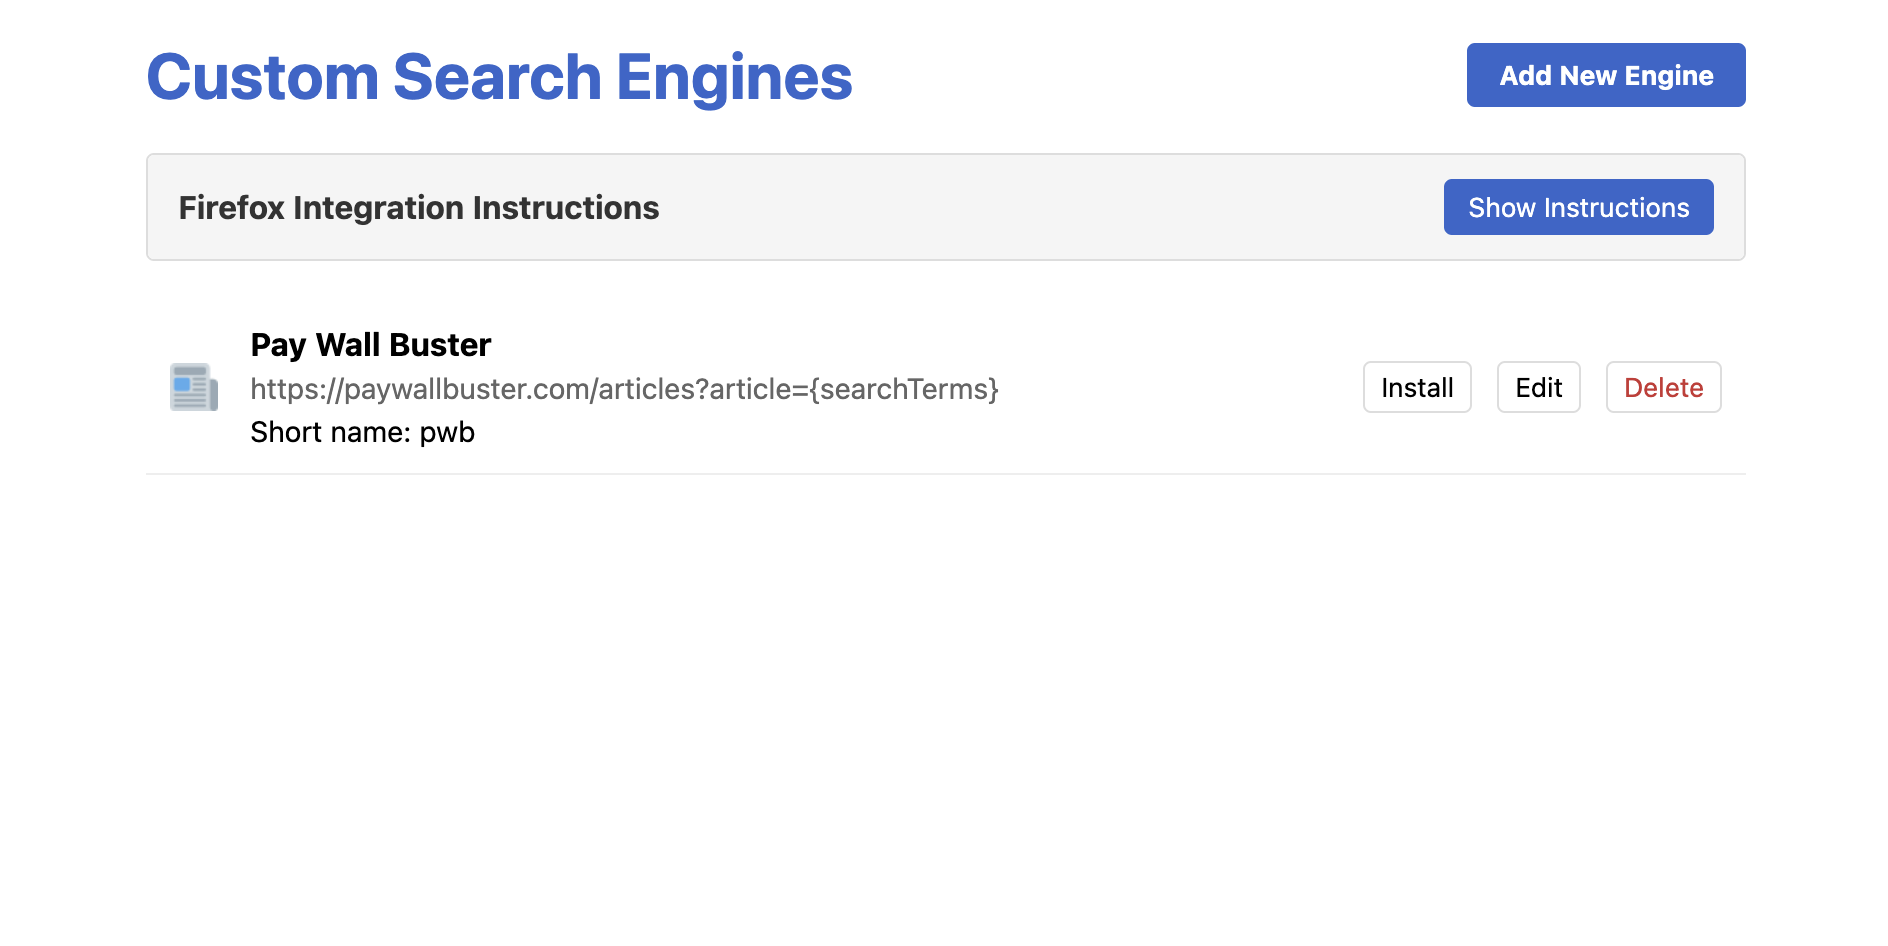 Custom Search Engines
Add New Engine
Firefox Integration Instructions
Show Instructions
Pay Wall Buster
https://paywallbuster.com/articles?article={searchTerms}
Short name: pwb
Install
Edit
Delete